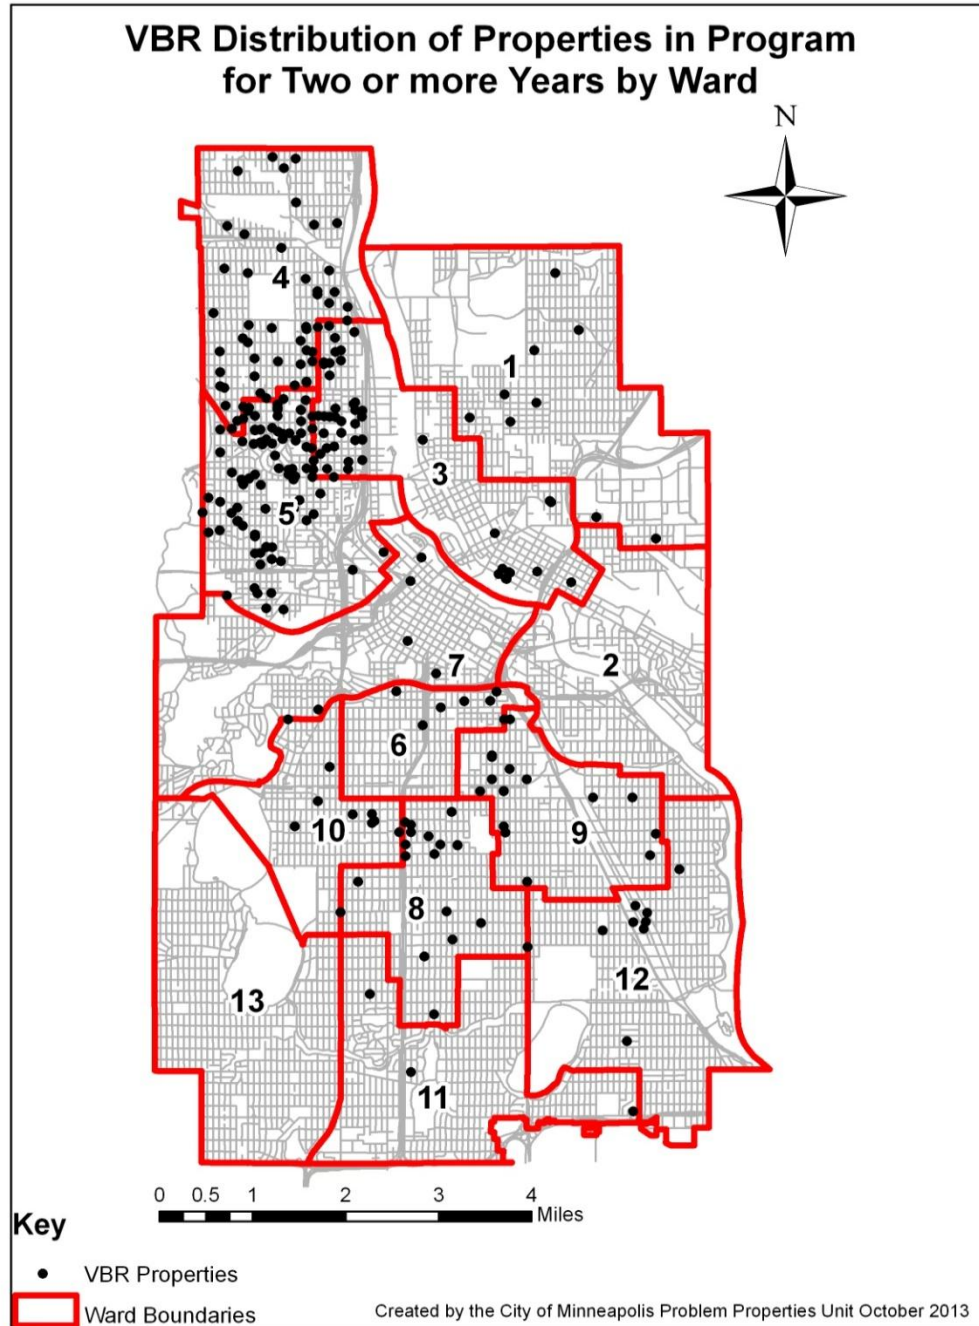 VBR Distribution of Properties in Program
for Two or more Years by Ward
N
4
1
3
5
7
2
6
10
9
8
12
13
11
0 0.5 1 2 3 4
Miles
Key
VBR Properties
Ward Boundaries
Created by the City of Minneapolis Problem Properties Unit October 2013